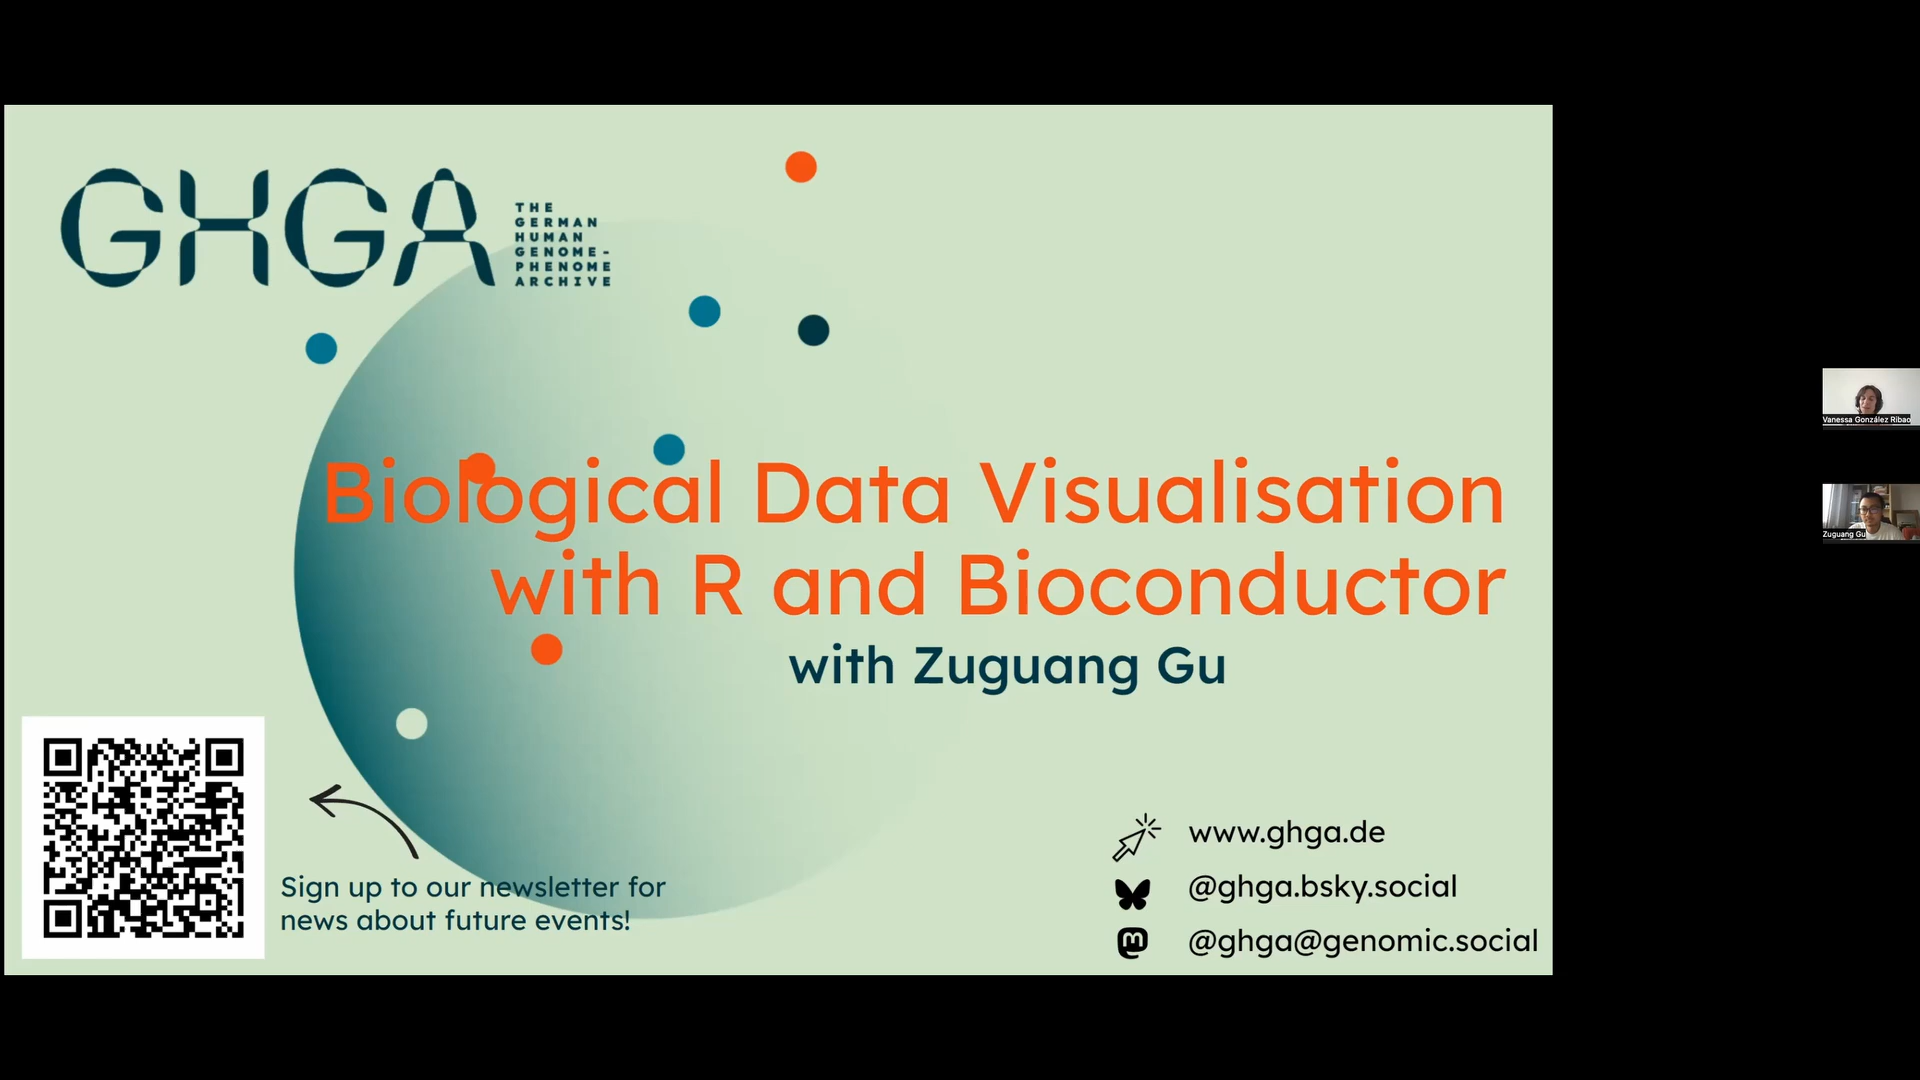 GHGA
THE
GERMAN
HUMAN
GENOME-
PHENOME
ARCHIVE
Biological Data Visualisation
with R and Bioconductor
with Zuguang Gu
Sign up to our newsletter for
news about future events!
www.ghga.de
@ghga.bsky.social
@ghga@genomic.social
Vanessa González Ribao
Zuguang Gu